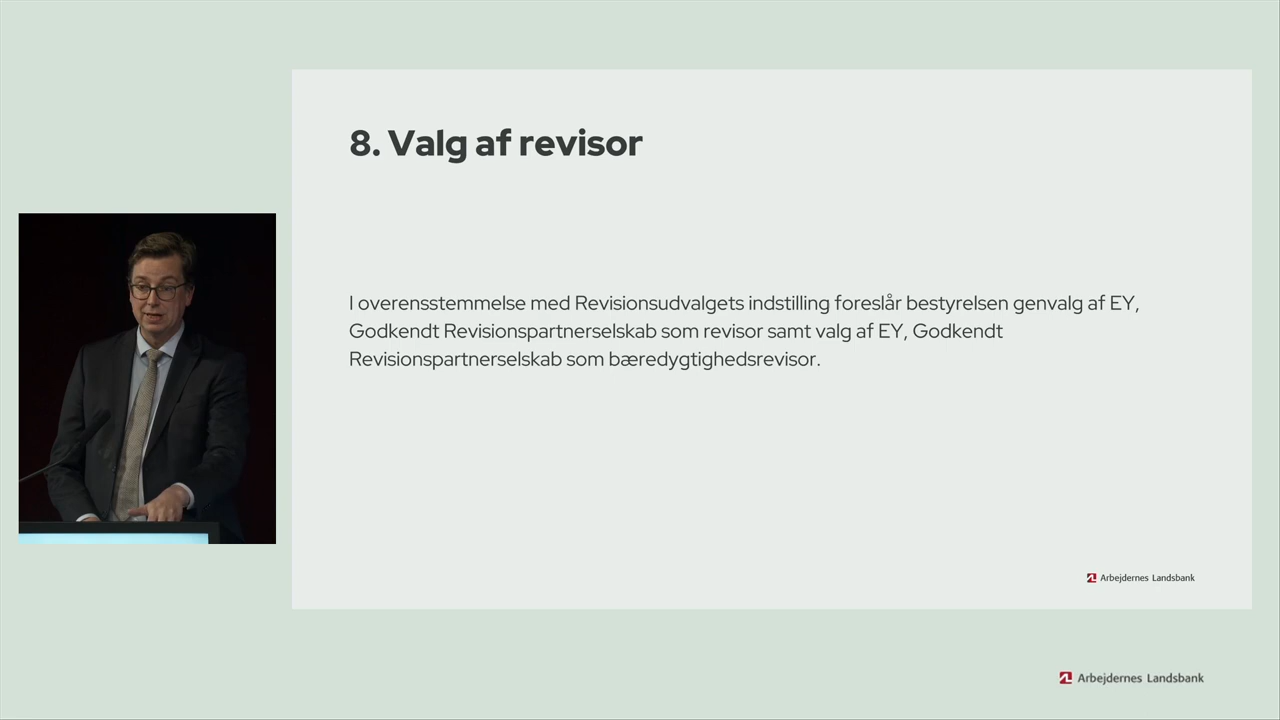 8. Valg af revisor
I overensstemmelse med Revisionsudvalgets indstilling foreslår bestyrelsen genvalg af EY,
Godkendt Revisionspartnerselskab som revisor samt valg af EY, Godkendt
Revisionspartnerselskab som bæredygtighedsrevisor.
Arbejdernes Landsbank
Arbejdernes Landsbank